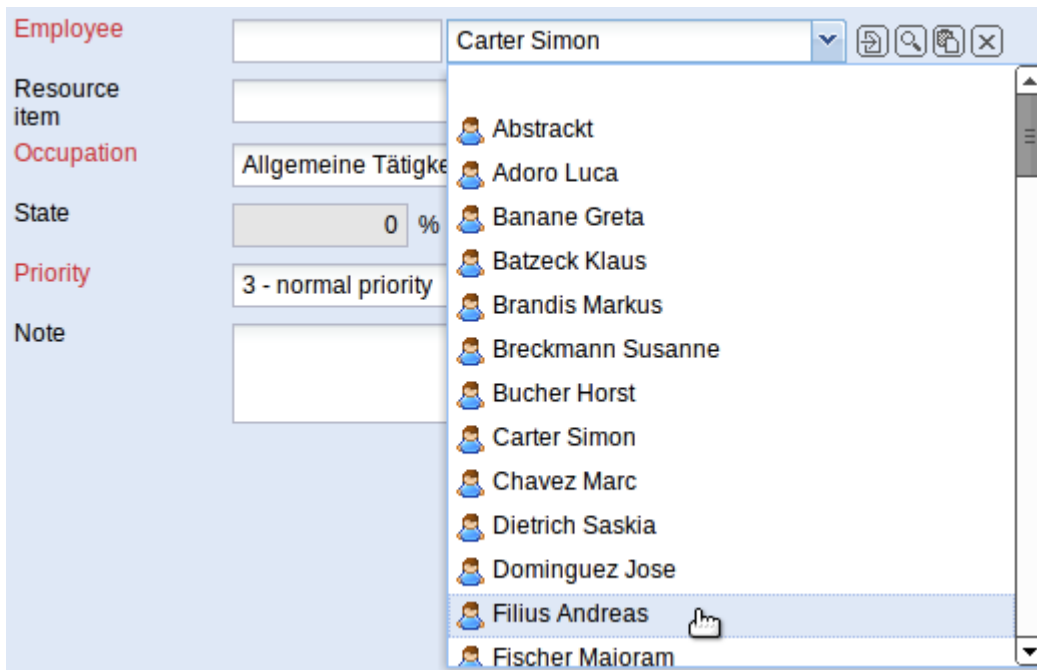 Employee
Carter Simon
Resource
item
Abstrackt
Occupation
Allgemeine Tätigke
Adoro Luca
State
0 %
Banane Greta
Batzeck Klaus
Priority
3 - normal priority
Brandis Markus
Note
Breckmann Susanne
Bucher Horst
Carter Simon
Chavez Marc
Dietrich Saskia
Dominguez Jose
Filius Andreas
Fischer Majoram